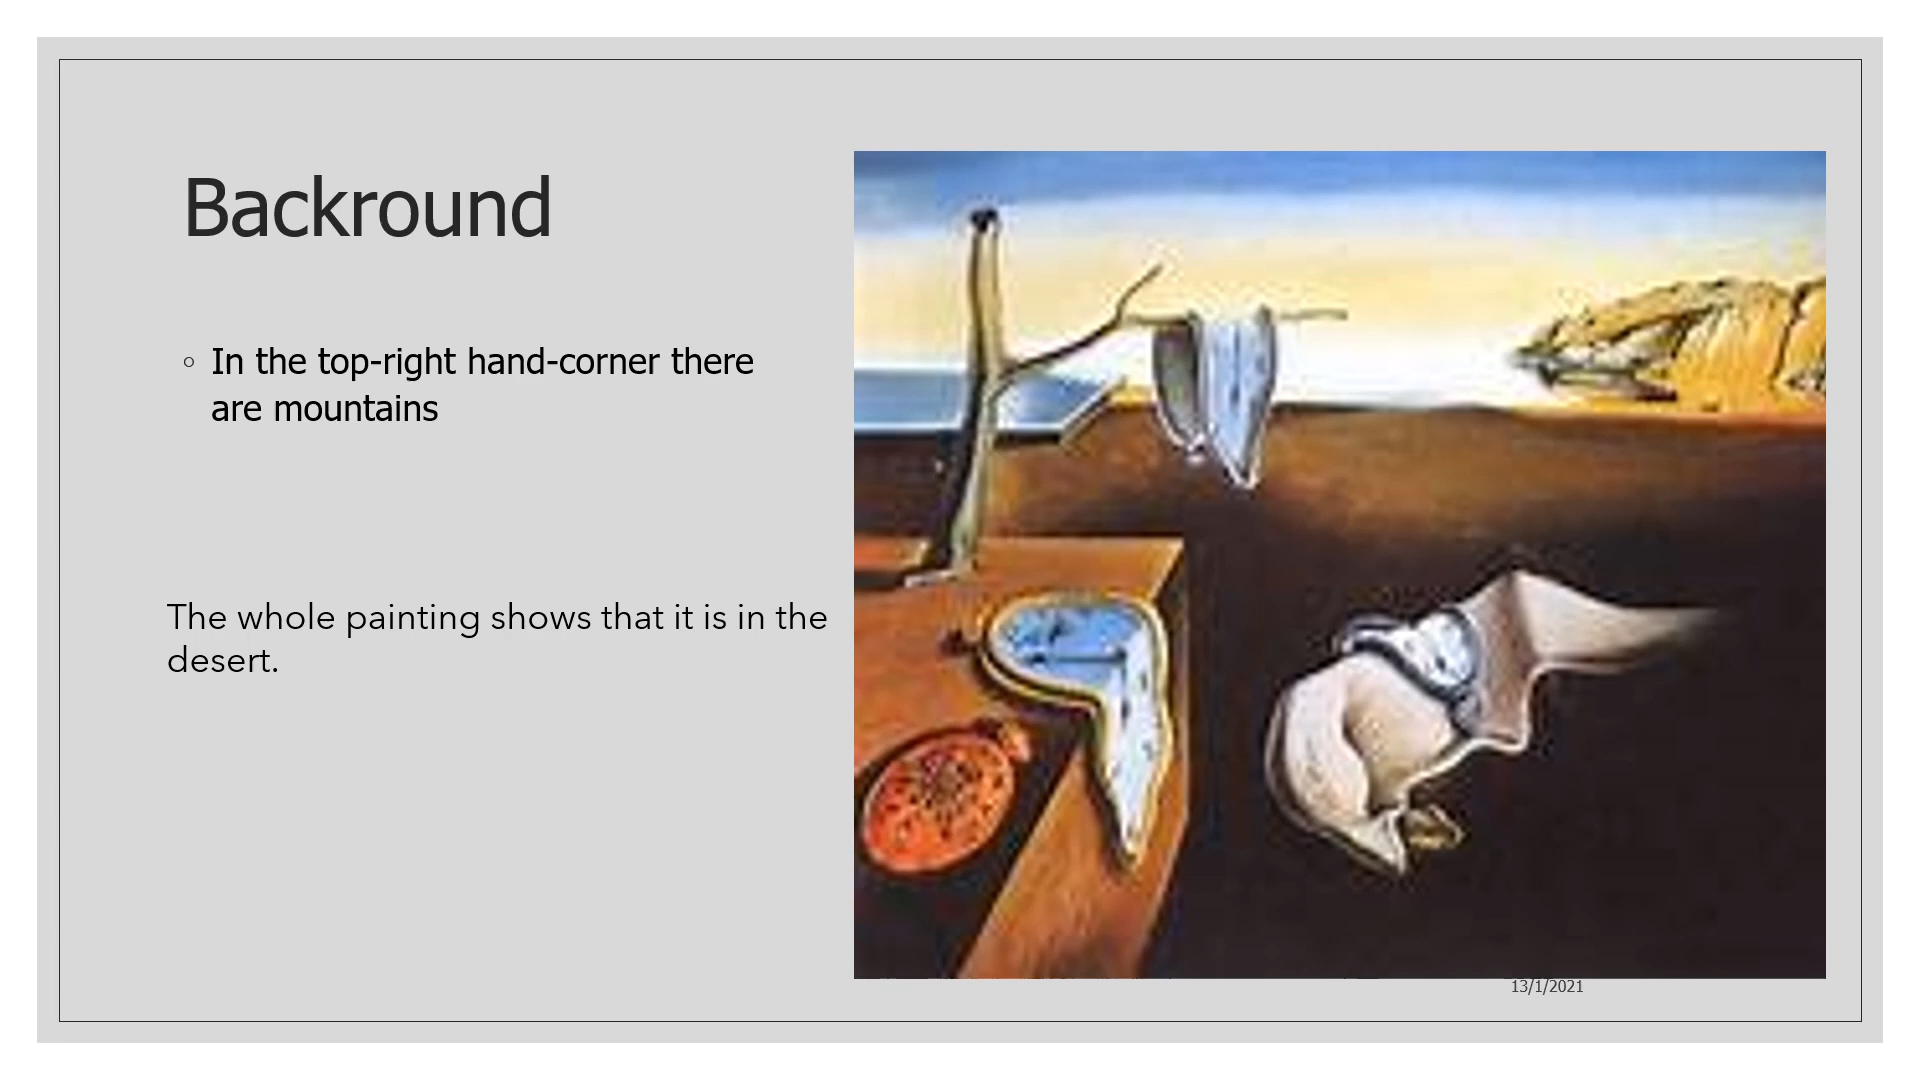 Backround
◦ In the top-right hand-corner there
are mountains
The whole painting shows that it is in the
desert.
13/1/2021